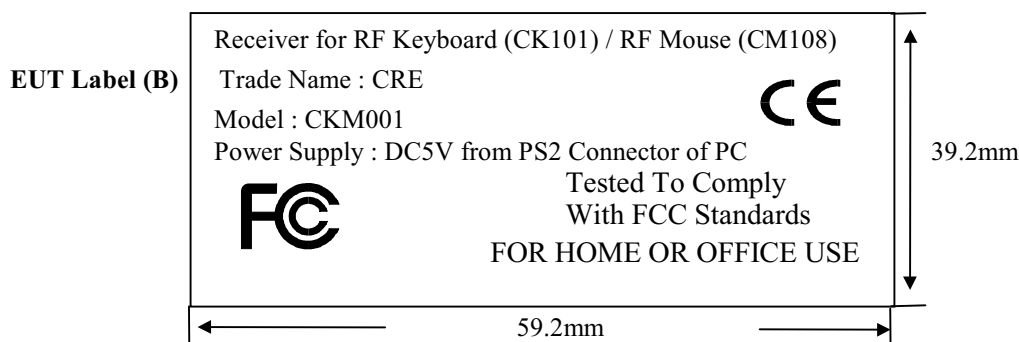 Receiver for RF Keyboard (CK101) / RF Mouse (CM108)
EUT Label (B)
Trade Name : CRE
CE
Model : CKM001
Power Supply : DC5V from PS2 Connector of PC
39.2mm
FCC
Tested To Comply
With FCC Standards
FOR HOME OR OFFICE USE
59.2mm